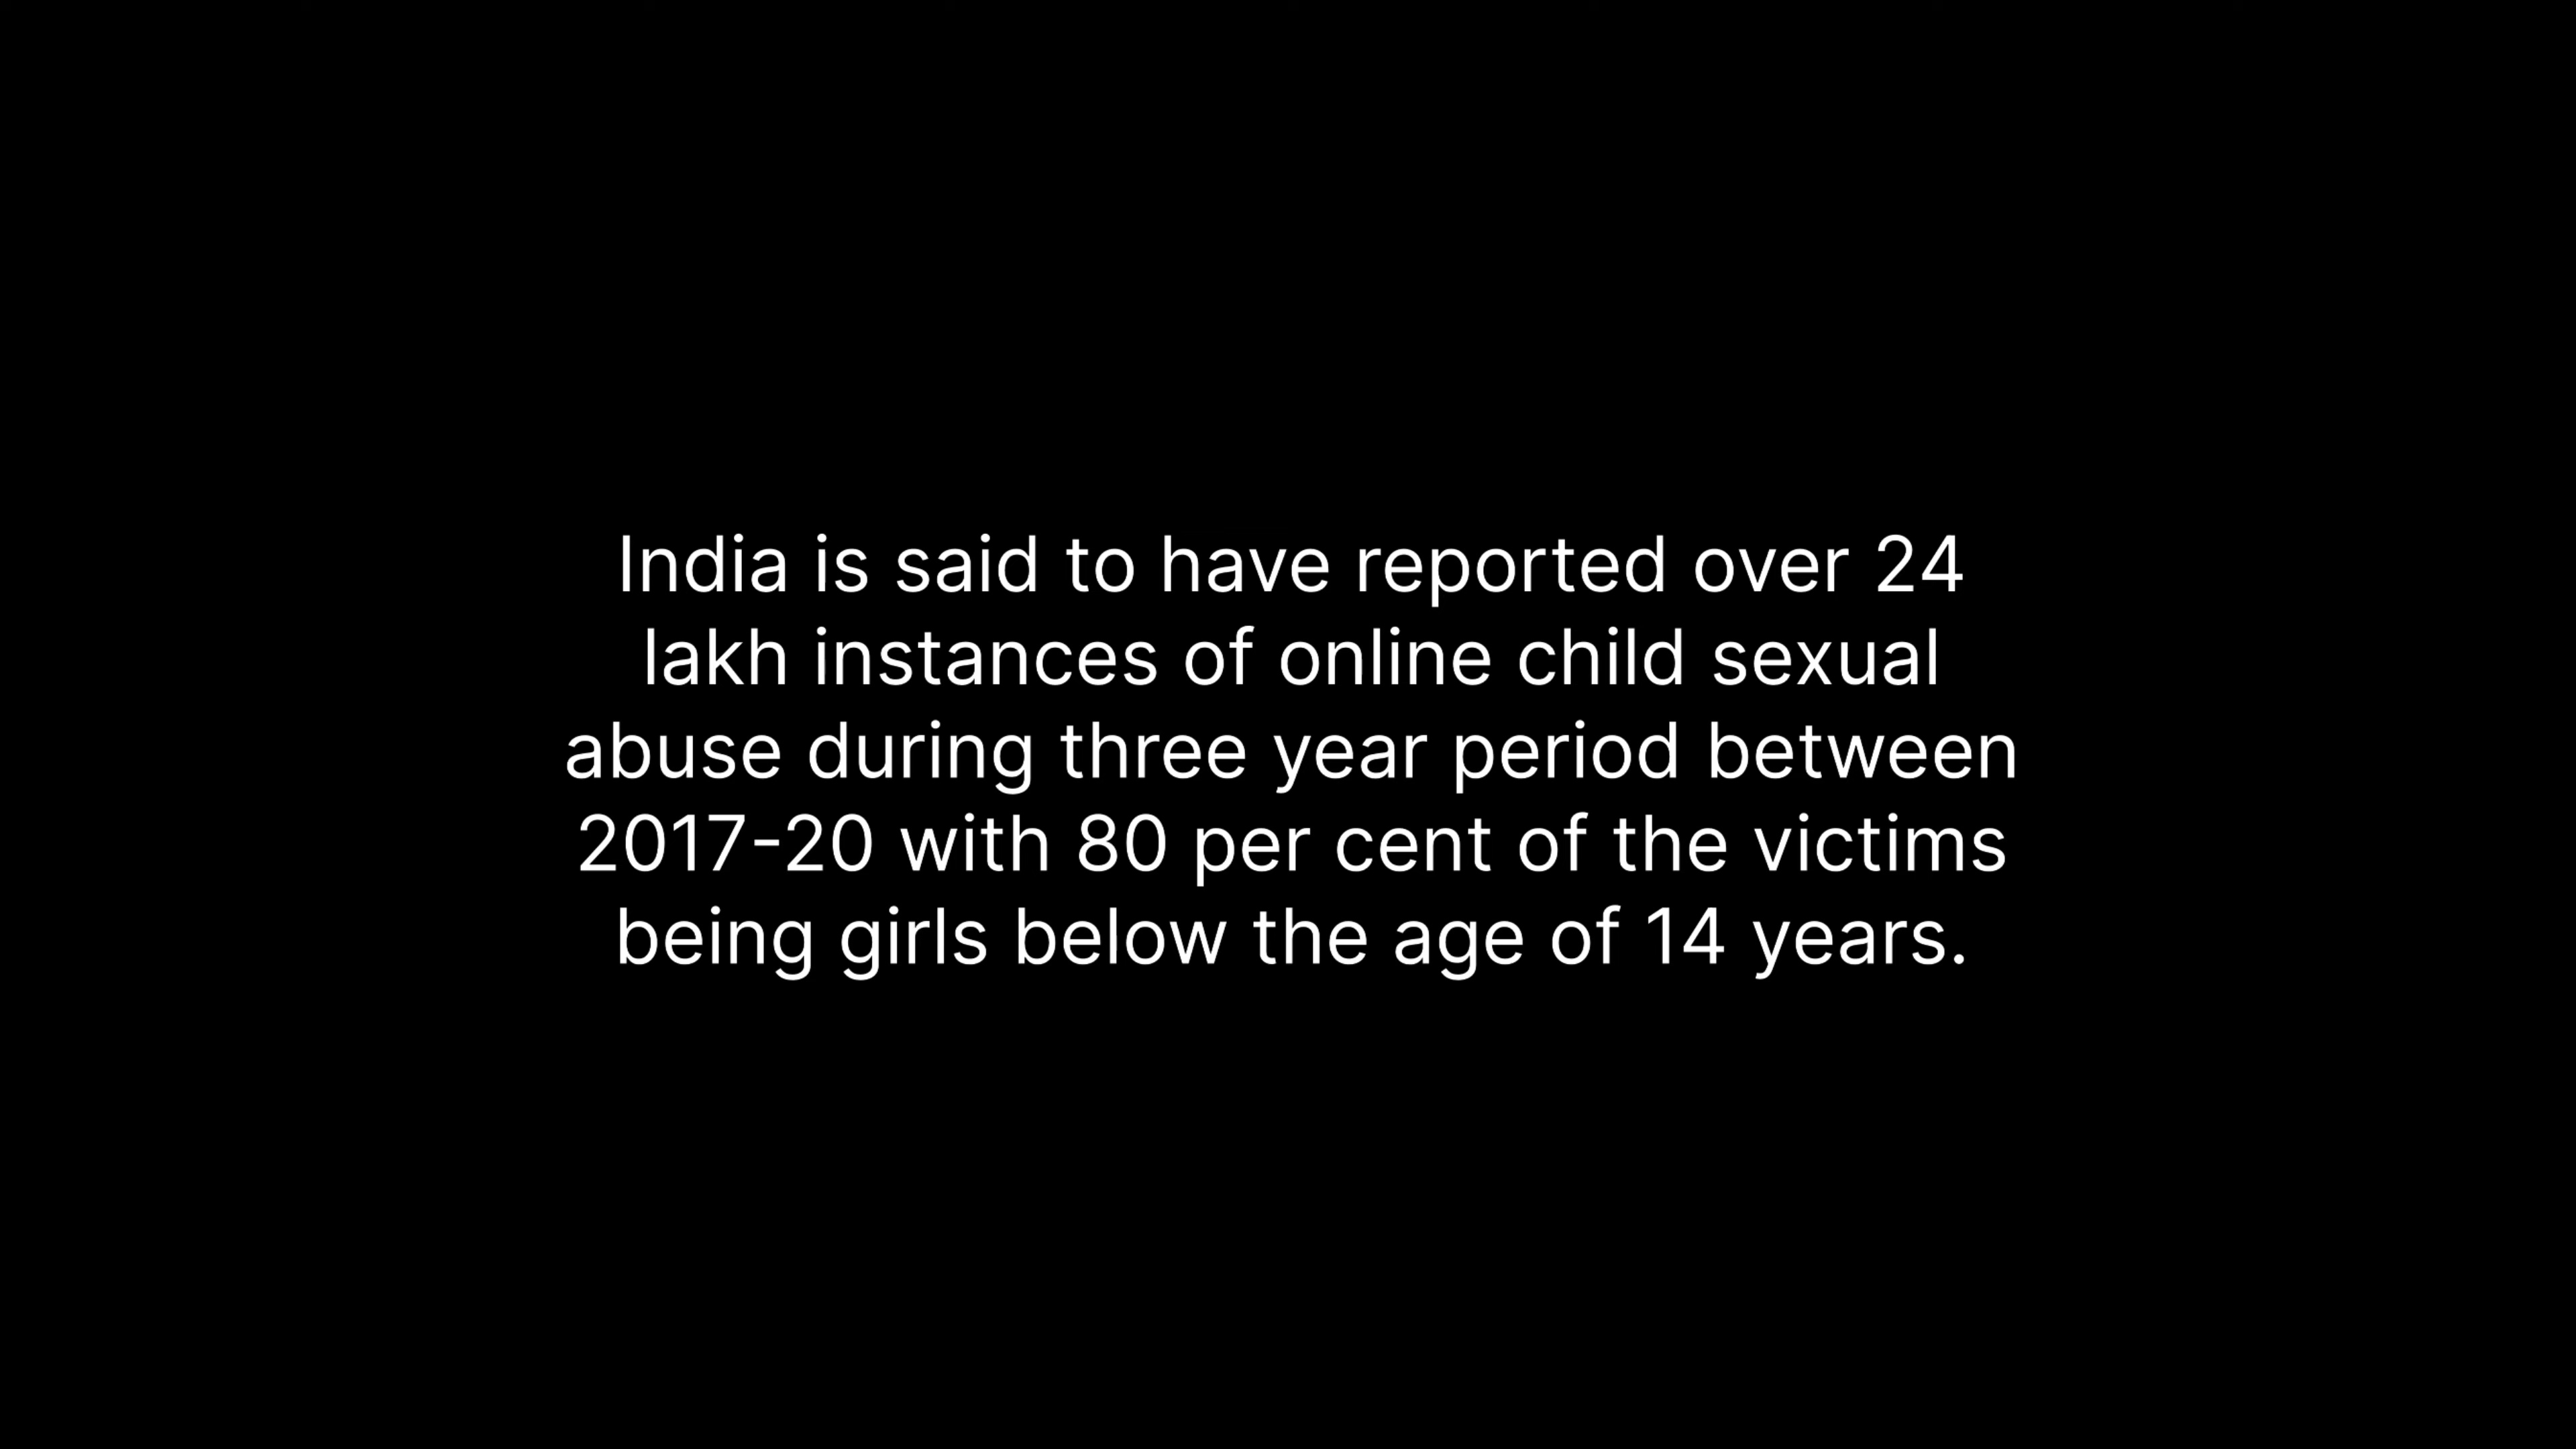 India is said to have reported over 24
lakh instances of online child sexual
abuse during three year period between
2017-20 with 80 per cent of the victims
being girls below the age of 14 years.